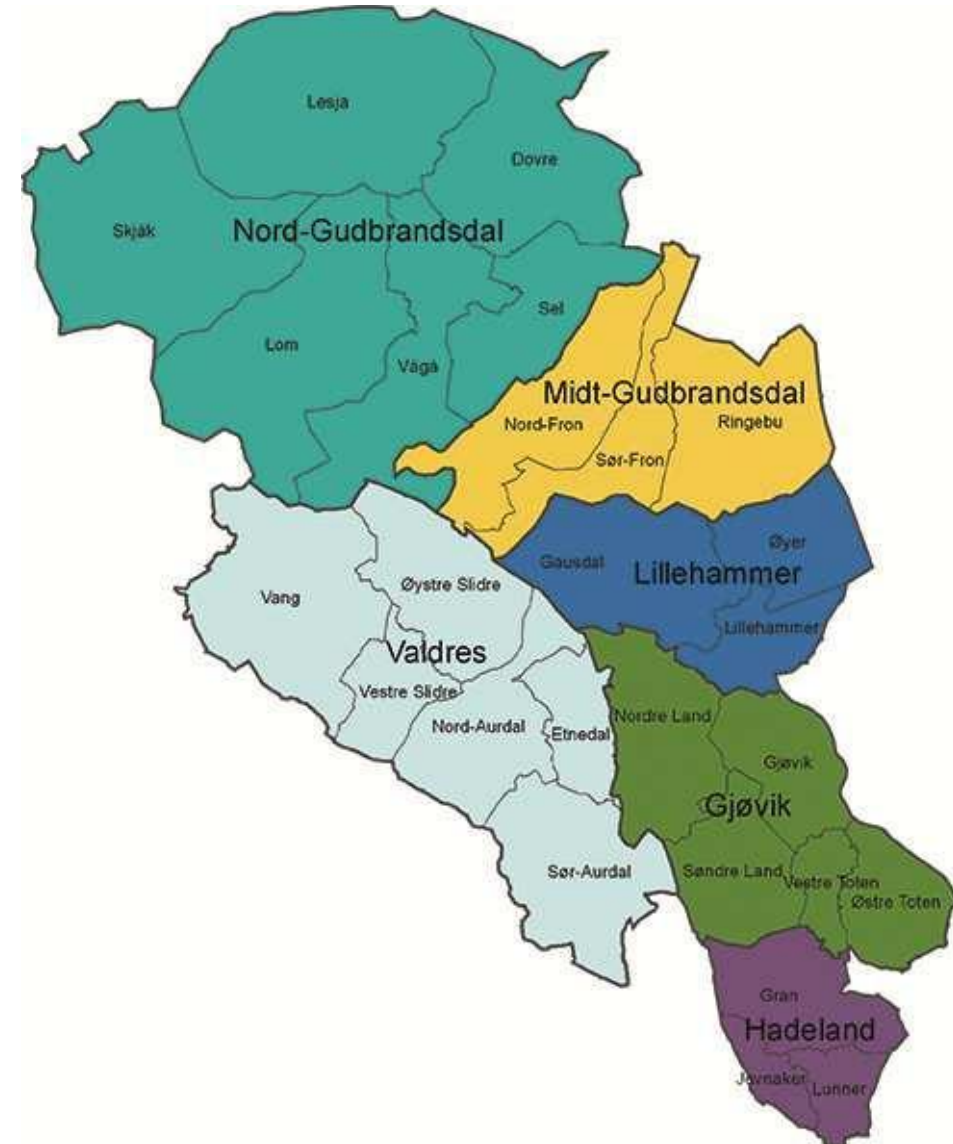 Lesja
Dovre
Skjåk
Nord-Gudbrandsdal
Sel
Lom
Vågå
Midt-Gudbrandsdal
Nord-Fron
Ringebu
Sør-Fron
Øyer
Gausdal
Lillehammer
Øystre Slidre
Vang
Lillehammer
Valdres
Vestre Slidre
Nordre Land
Nord-Aurdal
Etnedal
Gjøvik
Gjøvik
Sør-Aurdal
Søndre Land
Vestre Toten
Østre Toten
Gran
Hadeland
Jevnaker
Lunner